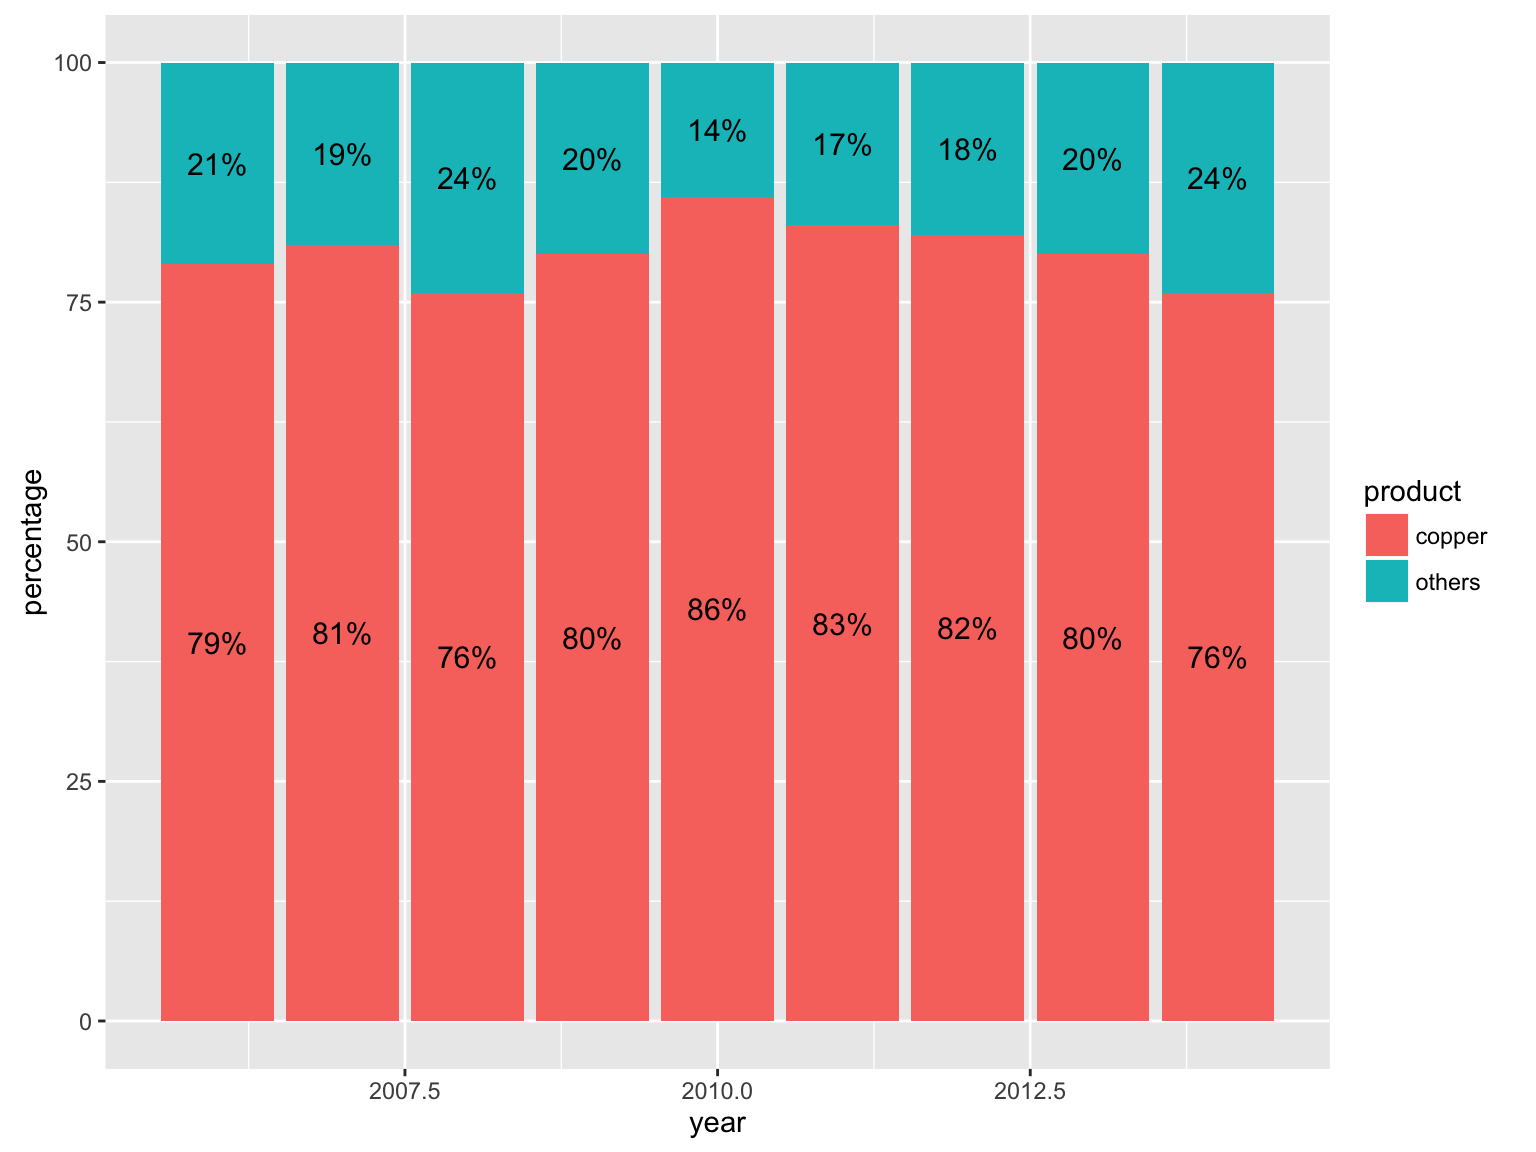 100
75
50
25
0
percentage
21% 19% 24% 20% 14% 17% 18% 20% 24%
79% 81% 76% 80% 86% 83% 82% 80% 76%
2007.5 2010.0 2012.5
year
product
copper
others